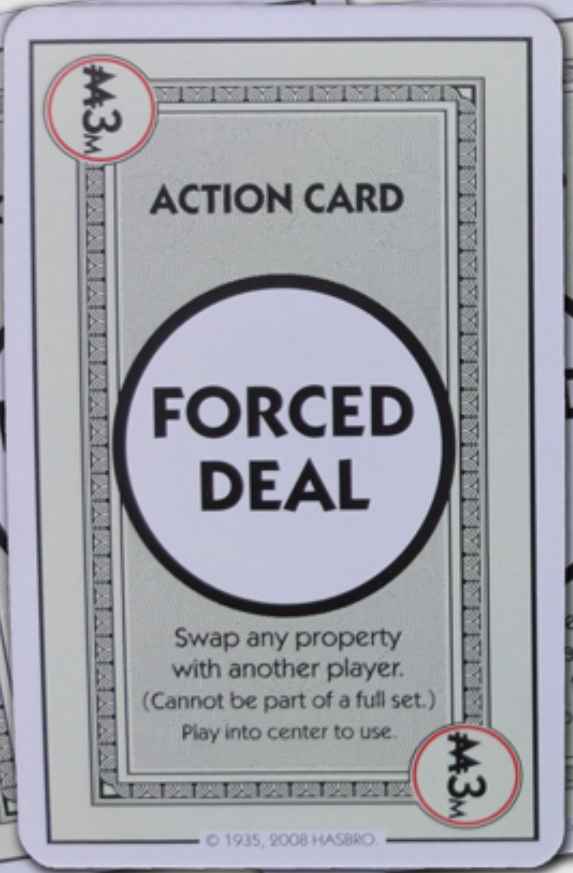 ₩3M
ACTION CARD
FORCED
DEAL
Swap any property
with another player.
(Cannot be part of a full set.)
Play into center to use.
₩3M
© 1935, 2008 HASBRO.